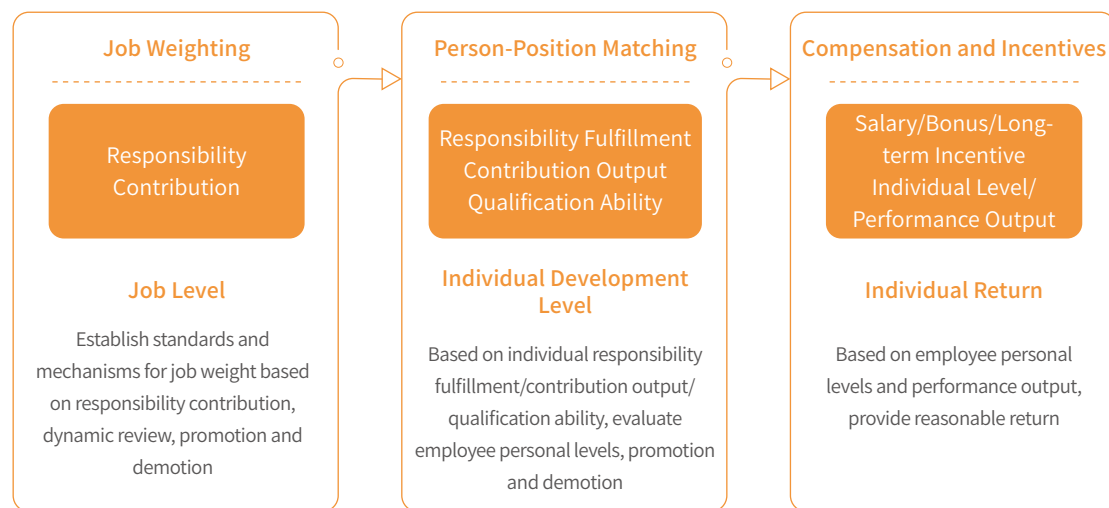 Job Weighting
Responsibility
Contribution
Job Level
Establish standards and
mechanisms for job weight based
on responsibility contribution,
dynamic review, promotion and
demotion
Person-Position Matching
Responsibility Fulfillment
Contribution Output
Qualification Ability
Individual Development
Level
Based on individual responsibility
fulfillment/contribution output/
qualification ability, evaluate
employee personal levels, promotion
and demotion
Compensation and Incentives
Salary/Bonus/Long-
term Incentive
Individual Level/
Performance Output
Individual Return
Based on employee personal
levels and performance output,
provide reasonable return